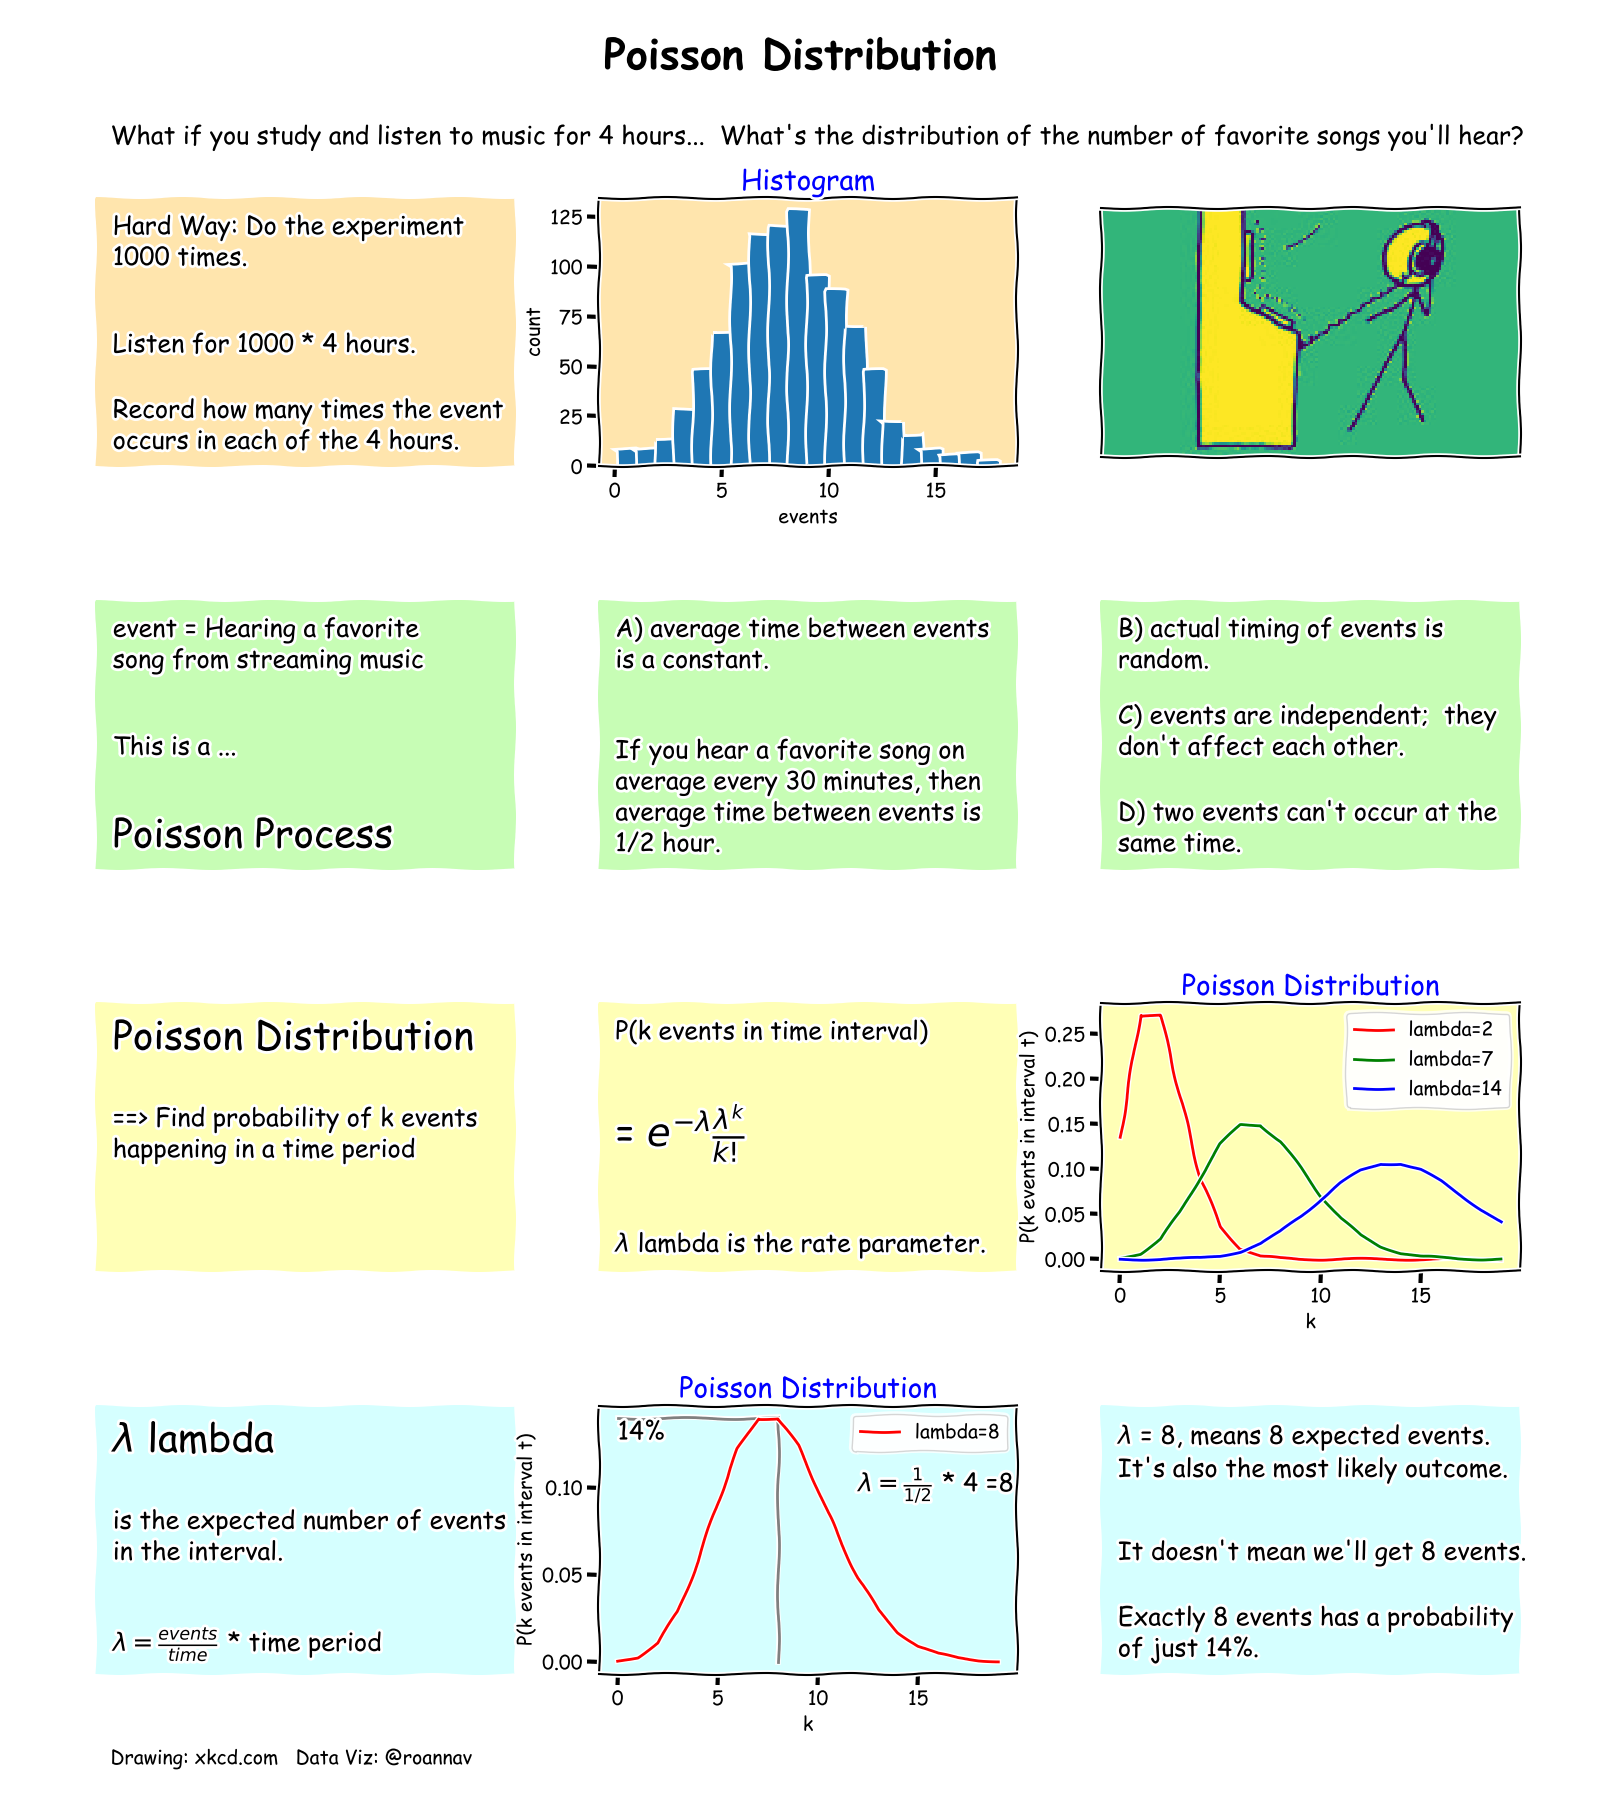 Poisson Distribution
What if you study and listen to music for 4 hours...  What's the distribution of the number of favorite songs you'll hear?
Hard Way: Do the experiment
1000 times.
Listen for 1000 * 4 hours.
Record how many times the event
occurs in each of the 4 hours.
Histogram
count
125
100
75
50
25
0
0 5 10 15
events
event = Hearing a favorite
song from streaming music
This is a ...
Poisson Process
A) average time between events
is a constant.
If you hear a favorite song on
average every 30 minutes, then
average time between events is
1/2 hour.
B) actual timing of events is
random.
C) events are independent;  they
don't affect each other.
D) two events can't occur at the
same time.
Poisson Distribution
==> Find probability of k events
happening in a time period
P(k events in time interval)
= e^{-λ} λ^k/k!
λ lambda is the rate parameter.
Poisson Distribution
P(k events in interval t)
0.25
0.20
0.15
0.10
0.05
0.00
lambda=2
lambda=7
lambda=14
0 5 10 15
k
λ lambda
is the expected number of events
in the interval.
λ = events/time * time period
Poisson Distribution
P(k events in interval t)
14%
lambda=8
λ = 1/1/2 * 4 =8
0.10
0.05
0.00
0 5 10 15
k
λ = 8, means 8 expected events.
It's also the most likely outcome.
It doesn't mean we'll get 8 events.
Exactly 8 events has a probability
of just 14%.
Drawing: xkcd.com   Data Viz: @roannav